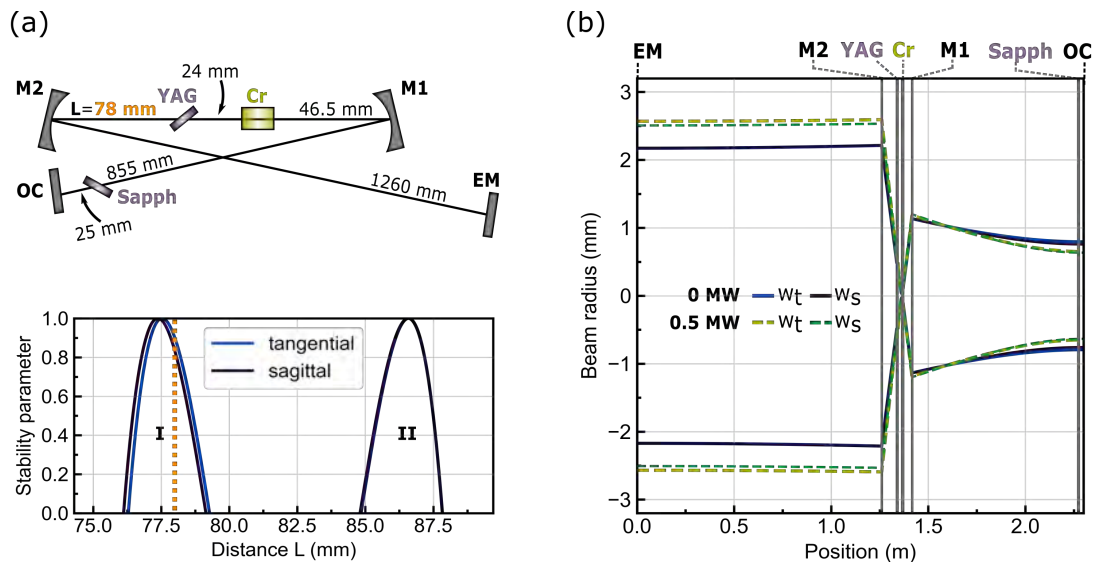 (a)
M2
24 mm
YAG
Cr
M1
L=78 mm
46.5 mm
855 mm
OC
Sapph
1260 mm
EM
25 mm
Stability parameter
1.0
0.8
0.6
0.4
0.2
0.0
tangential
sagittal
I
II
75.0
77.5
80.0
82.5
85.0
87.5
Distance L (mm)
(b)
EM
M2
YAG
Cr
M1
Sapph
OC
Beam radius (mm)
3
2
1
0
−1
−2
−3
0 MW wt ws
0.5 MW wt ws
0.0
0.5
1.0
1.5
2.0
Position (m)